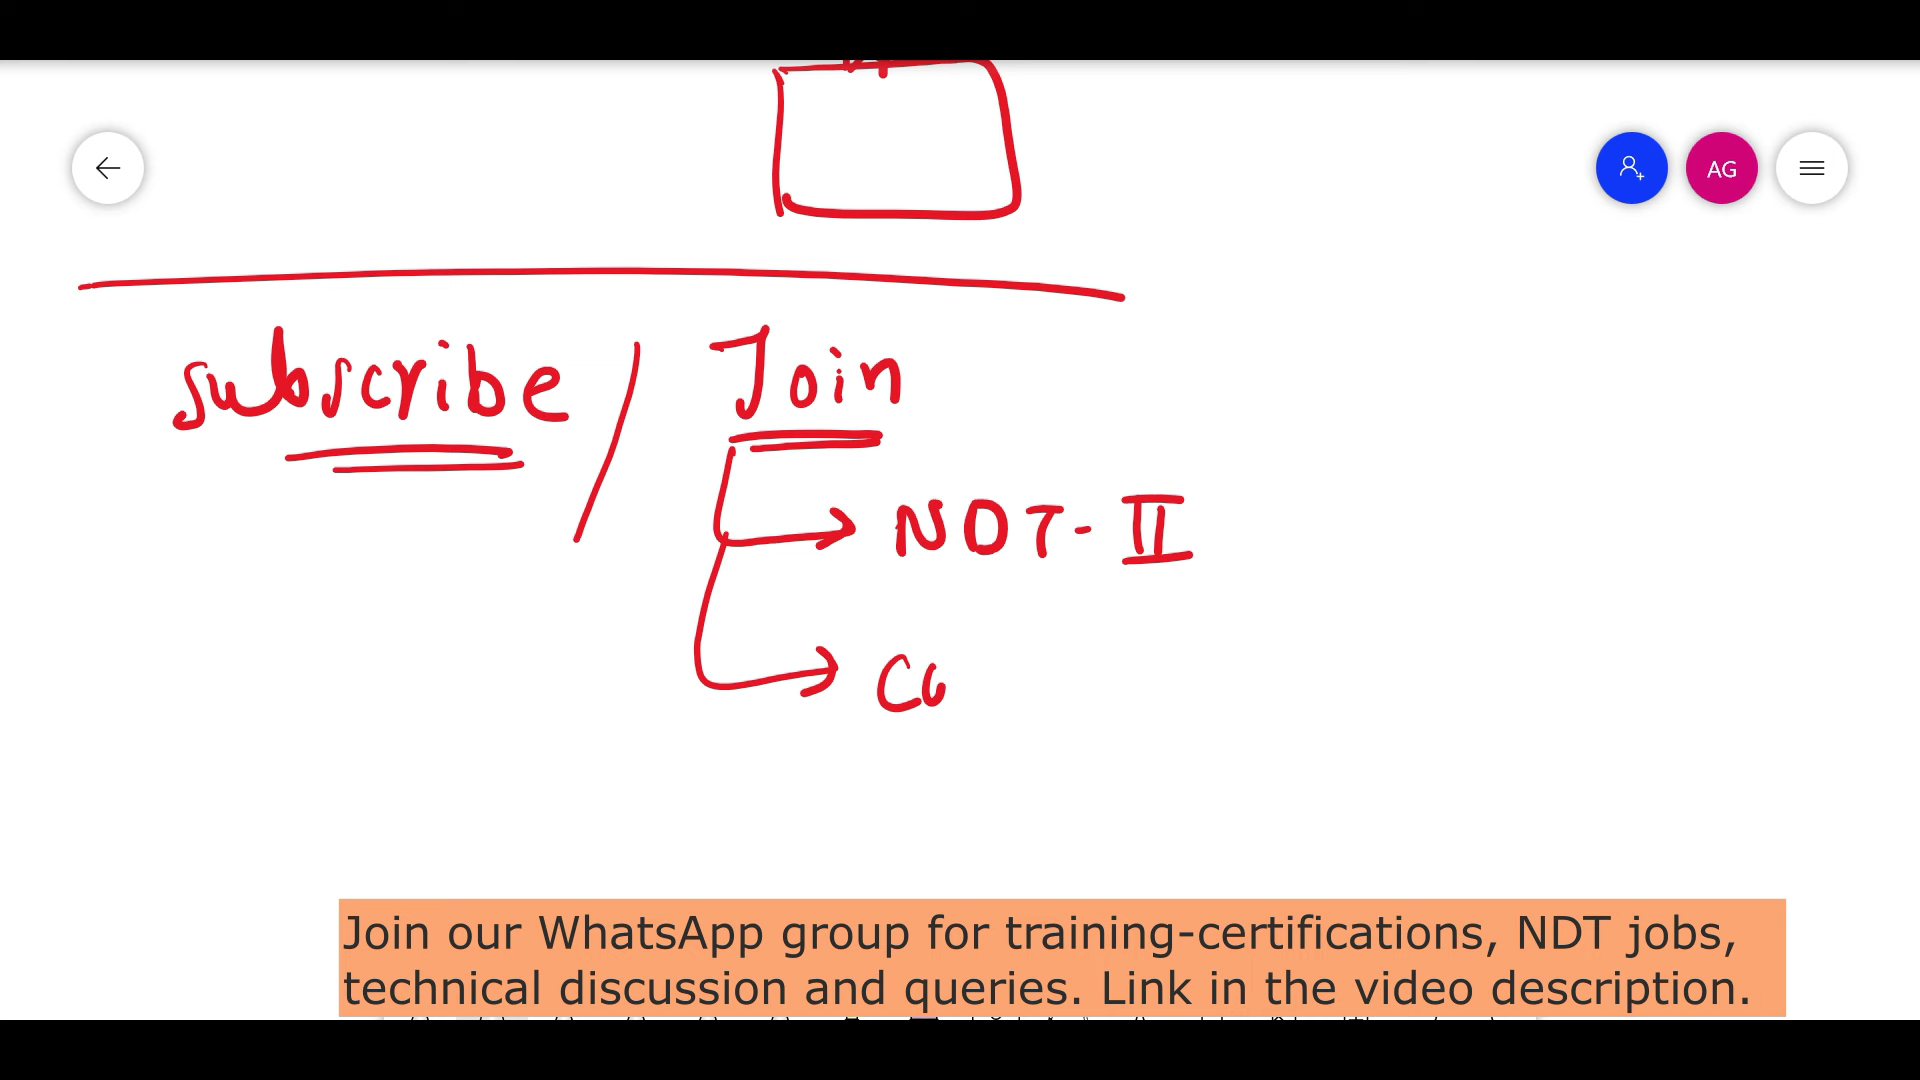 AG
subscribe / Join
NDT - II
Join our WhatsApp group for training-certifications, NDT jobs,
technical discussion and queries. Link in the video description.